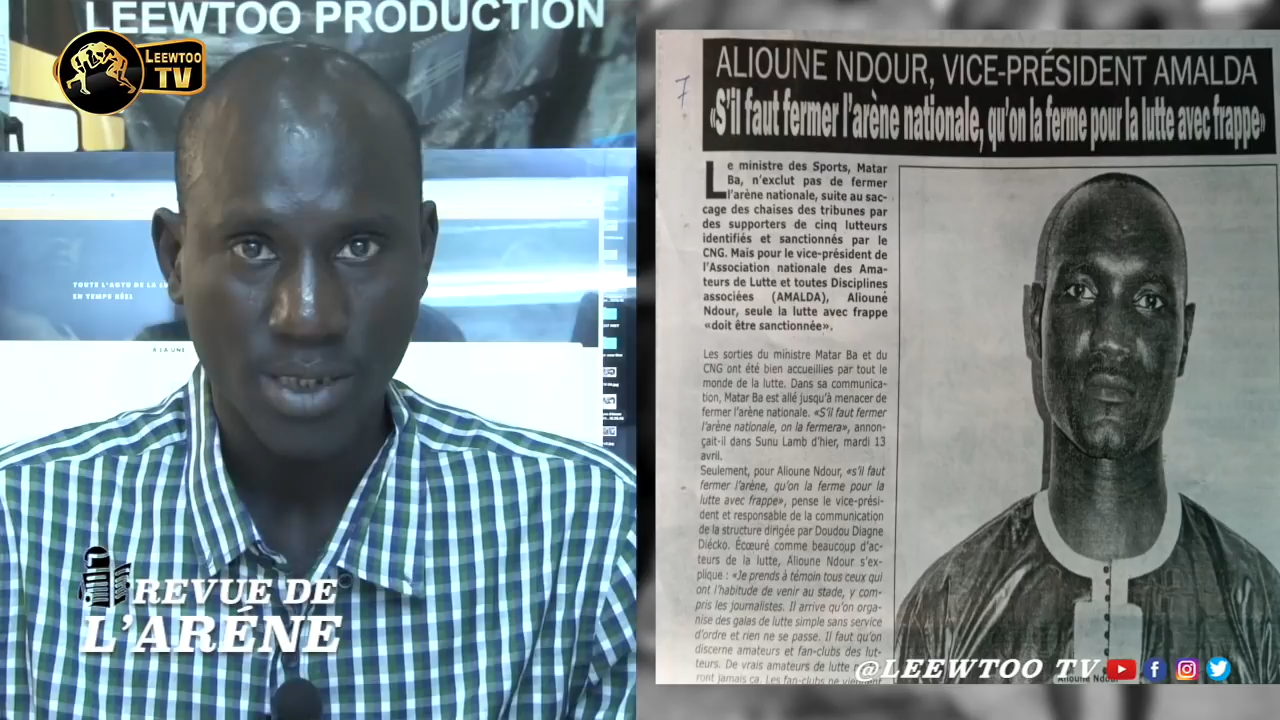 LEEWTOO PRODUCTION
LEEWTOO
TV
TOUTE L'ACTU DE LA
EN TEMPS RÉEL
A LA UNE
REVUE DE
L'ARÉNE
7
ALIOUNE NDOUR, VICE-PRÉSIDENT AMALDA
«S'il faut fermer l'arène nationale, qu'on la ferme pour la lutte avec frappe»
Le ministre des Sports, Matar
Ba, n'exclut pas de fermer
l'arène nationale, suite au sac-
cage des chaises des tribunes par
des supporters de cinq lutteurs
identifiés et sanctionnés par le
CNG. Mais pour le vice-président de
l'Association nationale des Ama-
teurs de Lutte et toutes Disciplines
associées (AMALDA), Alioune
Ndour, seule la lutte avec frappe
«doit être sanctionnée».
Les sorties du ministre Matar Ba et du
CNG ont été bien accueillies par tout le
monde de la lutte. Dans sa communica-
tion, Matar Ba est allé jusqu'à menacer de
fermer l'arène nationale. «S'il faut fermer
l'arène nationale, on la fermera», annon-
çait-il dans Sunu Lamb d'hier, mardi 13
avril.
Seulement, pour Alioune Ndour, «s'il faut
fermer l'arène, qu'on la ferme pour la
lutte avec frappe», pense le vice-prési-
dent et responsable de la communication
de la structure dirigée par Doudou Diagne
Diécko. Écœuré comme beaucoup d'ac-
teurs de la lutte, Alioune Ndour s'ex-
plique : «Je prends à témoin tous ceux qui
ont l'habitude de venir au stade, y com-
pris les journalistes. Il arrive qu'on orga-
nise des galas de lutte simple sans service
d'ordre et rien ne se passe. Il faut qu'on
discerne amateurs et fan-clubs des lut-
teurs. De vrais amateurs de lutte
ront jamais ça. Les fan-clubs ne viennent
Alioune Ndour
@LEEWTOO TV